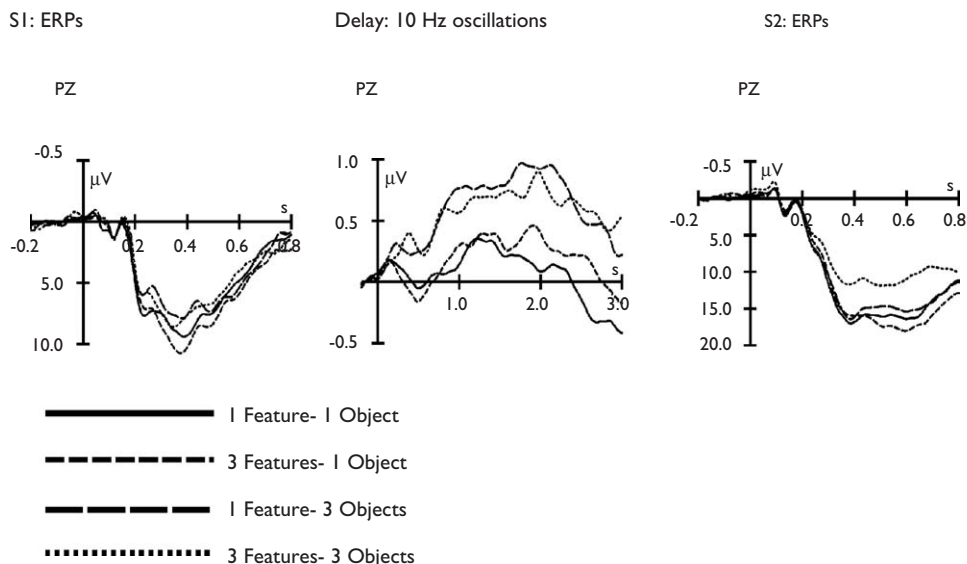 S1: ERPs
Delay: 10 Hz oscillations
S2: ERPs
PZ
PZ
PZ
-0.5
μV
s
-0.2
0.2
0.4
0.6
0.8
5.0
10.0
1.0
μV
0.5
s
1.0
2.0
3.0
-0.5
-0.5
μV
s
-0.2
0.2
0.4
0.6
0.8
5.0
10.0
15.0
20.0
1 Feature- 1 Object
3 Features- 1 Object
1 Feature- 3 Objects
3 Features- 3 Objects